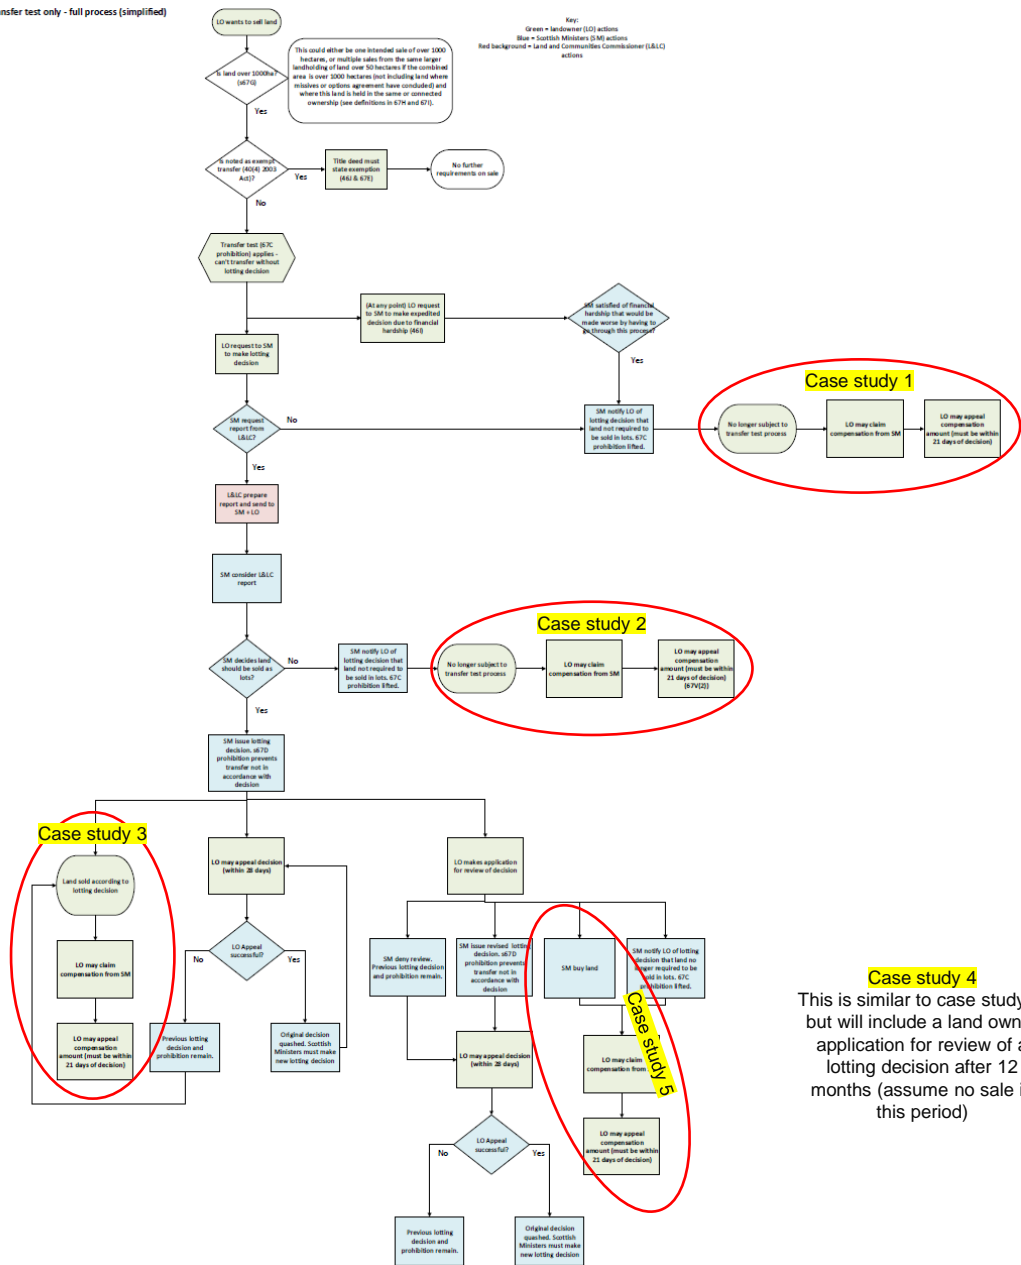 nsfer test only - full process (simplified)
Key:
Green = landowner (LO) actions
Blue = Scottish Ministers (SM) actions
Red background = Land and Communities Commissioner (L&LC)
actions
LO wants to sell land
This could either be one intended sale of over 1000
hectares, or multiple sales from the same larger
landholding of land over 50 hectares if the combined
area is over 1000 hectares (not including land where
missives or options agreement have concluded) and
where this land is held in the same or connected
ownership (see definitions in 67H and 67I).
Is land over 1000ha?
(s67G)
Yes
Is noted as exempt
transfer (40(4) 2003
Act)?
Yes
Title deed must
state exemption
(46J & 67E)
No further
requirements on sale
No
Transfer test (67C
prohibition) applies -
can't transfer without
lotting decision
(At any point) LO request
to SM to make expedited
decision due to financial
hardship (46I)
SM satisfied of financial
hardship that would be
made worse by having to
go through this process?
Yes
LO request to SM
to make lotting
decision
SM request
report from
L&LC?
No
SM notify LO of
lotting decision that
land not required to
be sold in lots. 67C
prohibition lifted.
Case study 1
No longer subject to
transfer test process
LO may claim
compensation from SM
LO may appeal
compensation
amount (must be within
21 days of decision)
Yes
L&LC prepare
report and send to
SM + LO
SM consider L&LC
report
SM decides land
should be sold as
lots?
No
SM notify LO of
lotting decision that
land not required to
be sold in lots. 67C
prohibition lifted.
Case study 2
No longer subject to
transfer test process
LO may claim
compensation from SM
LO may appeal
compensation
amount (must be within
21 days of decision)
(67V(2))
Yes
SM issue lotting
decision. s67D
prohibition prevents
transfer not in
accordance with
decision
Case study 3
Land sold according to
lotting decision
LO may claim
compensation from SM
LO may appeal
compensation
amount (must be within
21 days of decision)
LO may appeal decision
(within 28 days)
LO Appeal
successful?
No
Yes
Previous lotting
decision and
prohibition remain.
Original decision
quashed. Scottish
Ministers must make
new lotting decision
LO makes application
for review of decision
SM deny review.
Previous lotting decision
and prohibition remain.
SM issue revised lotting
decision. s67D
prohibition prevents
transfer not in
accordance with
decision
SM buy land
SM notify LO of lotting
decision that land no
longer required to be
sold in lots. 67C
prohibition lifted.
Case study 5
LO may appeal decision
(within 28 days)
LO may claim
compensation from
LO may appeal
compensation
amount (must be within
21 days of decision)
LO Appeal
successful?
No
Yes
Previous lotting
decision and
prohibition remain.
Original decision
quashed. Scottish
Ministers must make
new lotting decision
Case study 4
This is similar to case study
but will include a land own
application for review of a
lotting decision after 12
months (assume no sale i
this period)